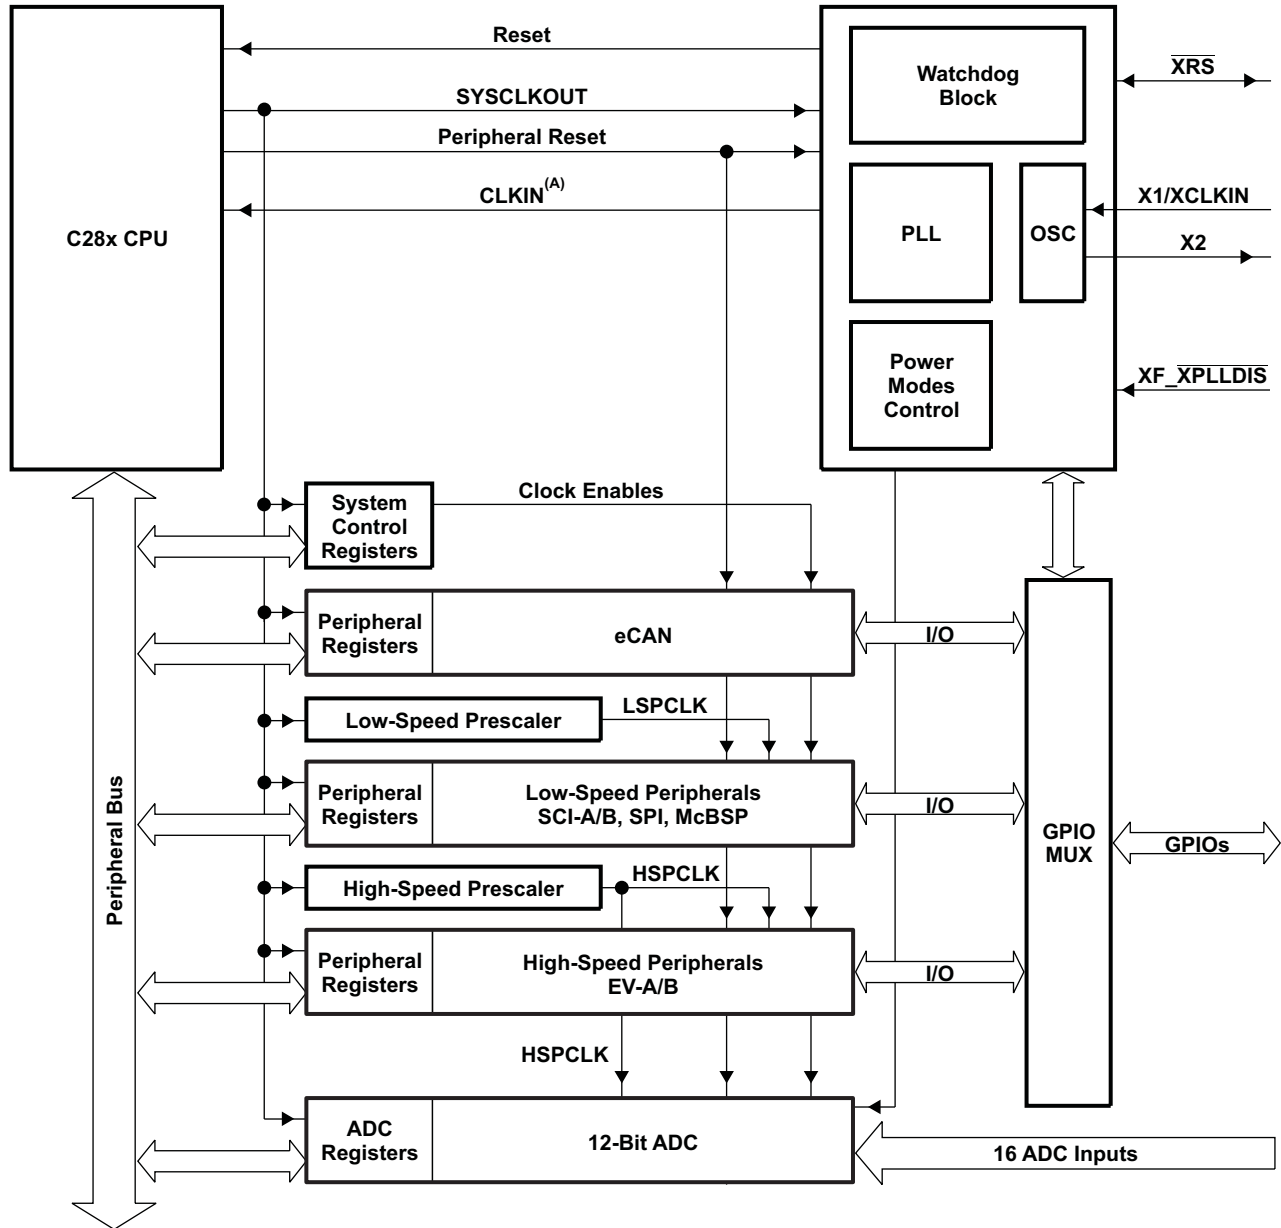 Reset
Watchdog
Block
XRS
SYSCLKOUT
Peripheral Reset
CLKIN(A)
X1/XCLKIN
C28x CPU
PLL
OSC
X2
Power
Modes
Control
XF_XPLLDIS
Clock Enables
System
Control
Registers
Peripheral
Registers
eCAN
I/O
LSPCLK
Low-Speed Prescaler
Peripheral
Registers
Low-Speed Peripherals
SCI-A/B, SPI, McBSP
I/O
GPIO
MUX
GPIOs
Peripheral Bus
HSPCLK
High-Speed Prescaler
Peripheral
Registers
High-Speed Peripherals
EV-A/B
I/O
HSPCLK
ADC
Registers
12-Bit ADC
16 ADC Inputs